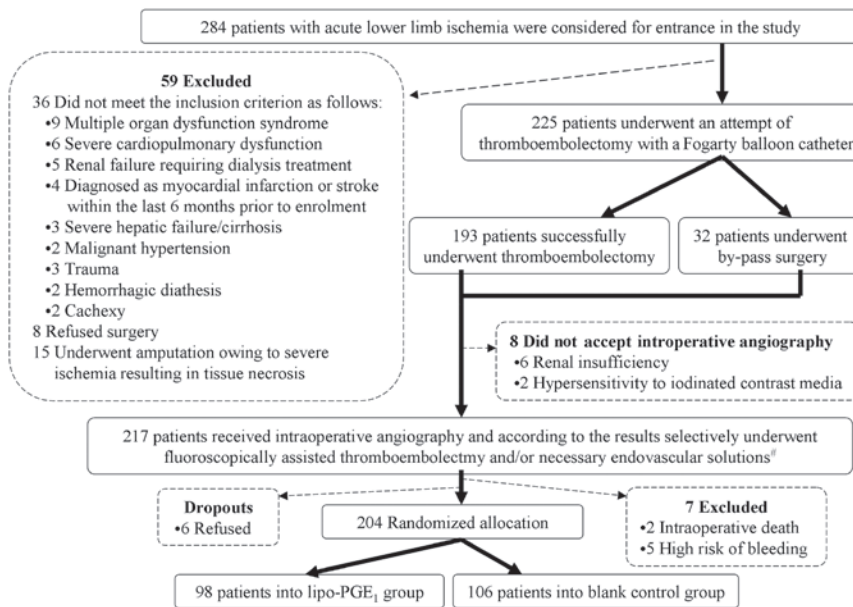 284 patients with acute lower limb ischemia were considered for entrance in the study
59 Excluded
36 Did not meet the inclusion criterion as follows:
•9 Multiple organ dysfunction syndrome
•6 Severe cardiopulmonary dysfunction
•5 Renal failure requiring dialysis treatment
•4 Diagnosed as myocardial infarction or stroke
within the last 6 months prior to enrolment
•3 Severe hepatic failure/cirrhosis
•2 Malignant hypertension
•3 Trauma
•2 Hemorrhagic diathesis
•2 Cachexy
8 Refused surgery
15 Underwent amputation owing to severe
ischemia resulting in tissue necrosis
225 patients underwent an attempt of
thromboembolectomy with a Fogarty balloon catheter
193 patients successfully
underwent thromboembolectomy
32 patients underwent
by-pass surgery
8 Did not accept introperative angiography
•6 Renal insufficiency
•2 Hypersensitivity to iodinated contrast media
217 patients received intraoperative angiography and according to the results selectively underwent
fluoroscopically assisted thromboembolectmy and/or necessary endovascular solutions#
Dropouts
•6 Refused
204 Randomized allocation
7 Excluded
•2 Intraoperative death
•5 High risk of bleeding
98 patients into lipo-PGE1 group
106 patients into blank control group